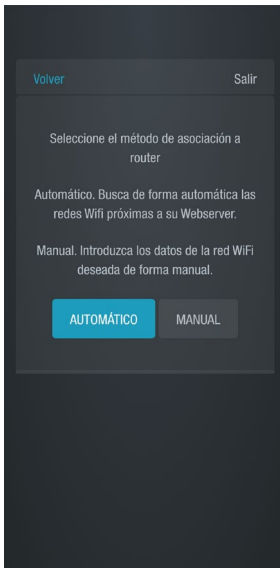 Volver Salir
Seleccione el método de asociación a
router
Automático. Busca de forma automática las
redes Wifi próximas a su Webserver.
Manual. Introduzca los datos de la red WiFi
deseada de forma manual.
AUTOMÁTICO MANUAL